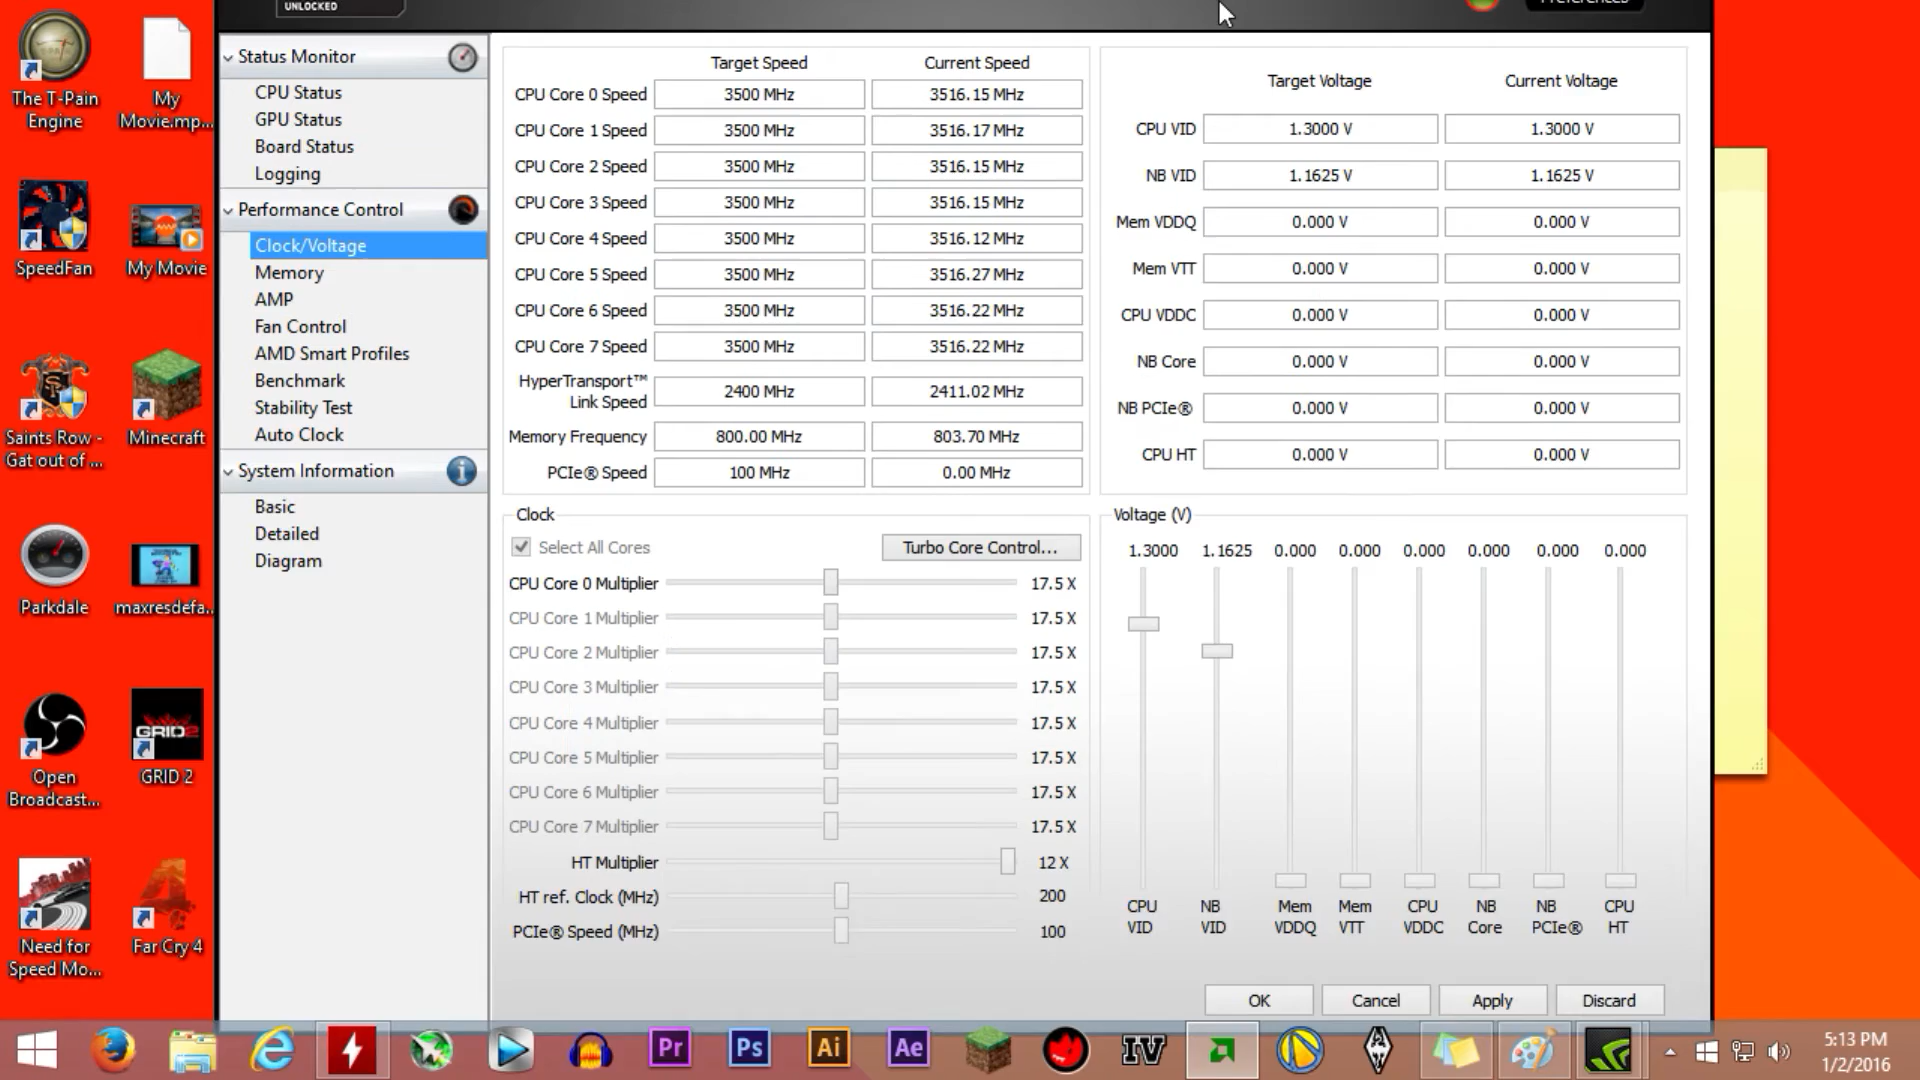 UNLOCKED
Preferences
The T-Pain
Engine
My
Movie.mp...
SpeedFan
My Movie
Saints Row -
Gat out of ...
Minecraft
Parkdale
maxresdefa...
Open
Broadcast...
GRID 2
GRID 2
Need for
Speed Mo...
Far Cry 4
Status Monitor
CPU Status
GPU Status
Board Status
Logging
Performance Control
Clock/Voltage
Memory
AMP
Fan Control
AMD Smart Profiles
Benchmark
Stability Test
Auto Clock
System Information
Basic
Detailed
Diagram
Target Speed Current Speed
CPU Core 0 Speed 3500 MHz 3516.15 MHz
CPU Core 1 Speed 3500 MHz 3516.17 MHz
CPU Core 2 Speed 3500 MHz 3516.15 MHz
CPU Core 3 Speed 3500 MHz 3516.15 MHz
CPU Core 4 Speed 3500 MHz 3516.12 MHz
CPU Core 5 Speed 3500 MHz 3516.27 MHz
CPU Core 6 Speed 3500 MHz 3516.22 MHz
CPU Core 7 Speed 3500 MHz 3516.22 MHz
HyperTransport™
Link Speed 2400 MHz 2411.02 MHz
Memory Frequency 800.00 MHz 803.70 MHz
PCIe® Speed 100 MHz 0.00 MHz
Target Voltage Current Voltage
CPU VID 1.3000 V 1.3000 V
NB VID 1.1625 V 1.1625 V
Mem VDDQ 0.000 V 0.000 V
Mem VTT 0.000 V 0.000 V
CPU VDDC 0.000 V 0.000 V
NB Core 0.000 V 0.000 V
NB PCIe® 0.000 V 0.000 V
CPU HT 0.000 V 0.000 V
Clock
Select All Cores Turbo Core Control...
CPU Core 0 Multiplier 17.5 X
CPU Core 1 Multiplier 17.5 X
CPU Core 2 Multiplier 17.5 X
CPU Core 3 Multiplier 17.5 X
CPU Core 4 Multiplier 17.5 X
CPU Core 5 Multiplier 17.5 X
CPU Core 6 Multiplier 17.5 X
CPU Core 7 Multiplier 17.5 X
HT Multiplier 12 X
HT ref. Clock (MHz) 200
PCIe® Speed (MHz) 100
Voltage (V)
1.3000 1.1625 0.000 0.000 0.000 0.000 0.000 0.000
CPU NB Mem Mem CPU NB NB CPU
VID VID VDDQ VTT VDDC Core PCIe® HT
OK Cancel Apply Discard
Pr Ps Ai Ae IV
5:13 PM
1/2/2016